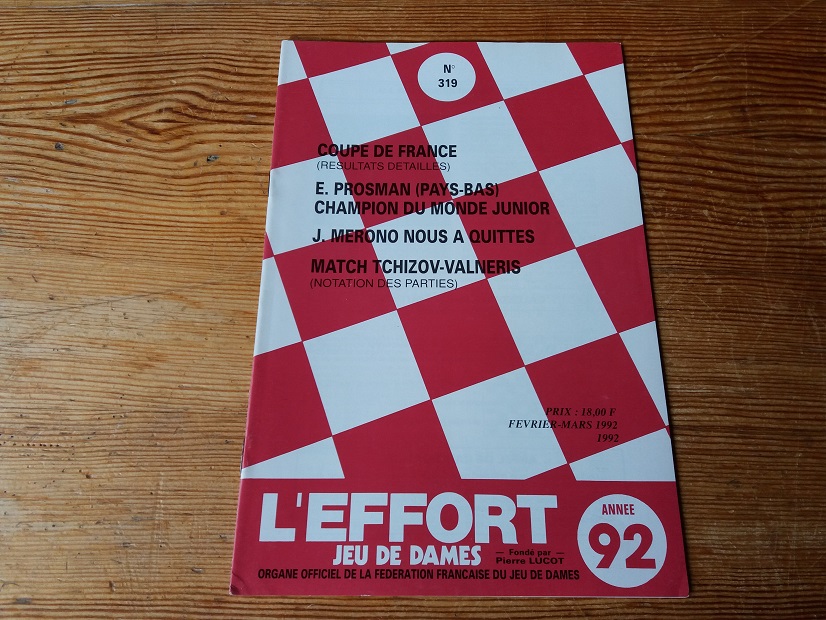 N°
319
COUPE DE FRANCE
(RESULTATS DETAILLES)
E. PROSMAN (PAYS-BAS)
CHAMPION DU MONDE JUNIOR
J. MERONO NOUS A QUITTES
MATCH TCHIZOV-VALNERIS
(NOTATION DES PARTIES)
PRIX : 18,00 F
FEVRIER-MARS 1992
1992
L'EFFORT
JEU DE DAMES
— Fondé par —
Pierre LUCOT
ORGANE OFFICIEL DE LA FEDERATION FRANCAISE DU JEU DE DAMES
ANNEE
92